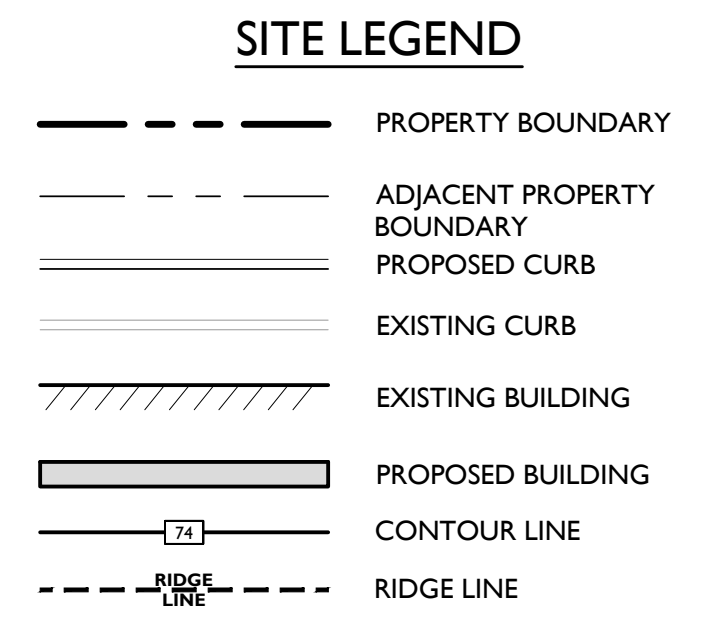 SITE LEGEND
PROPERTY BOUNDARY
ADJACENT PROPERTY
BOUNDARY
PROPOSED CURB
EXISTING CURB
EXISTING BUILDING
PROPOSED BUILDING
74
CONTOUR LINE
RIDGE
LINE
RIDGE LINE